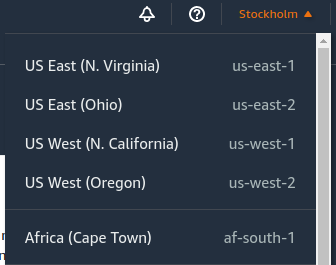 Stockholm
US East (N. Virginia) us-east-1
US East (Ohio) us-east-2
US West (N. California) us-west-1
US West (Oregon) us-west-2
Africa (Cape Town) af-south-1